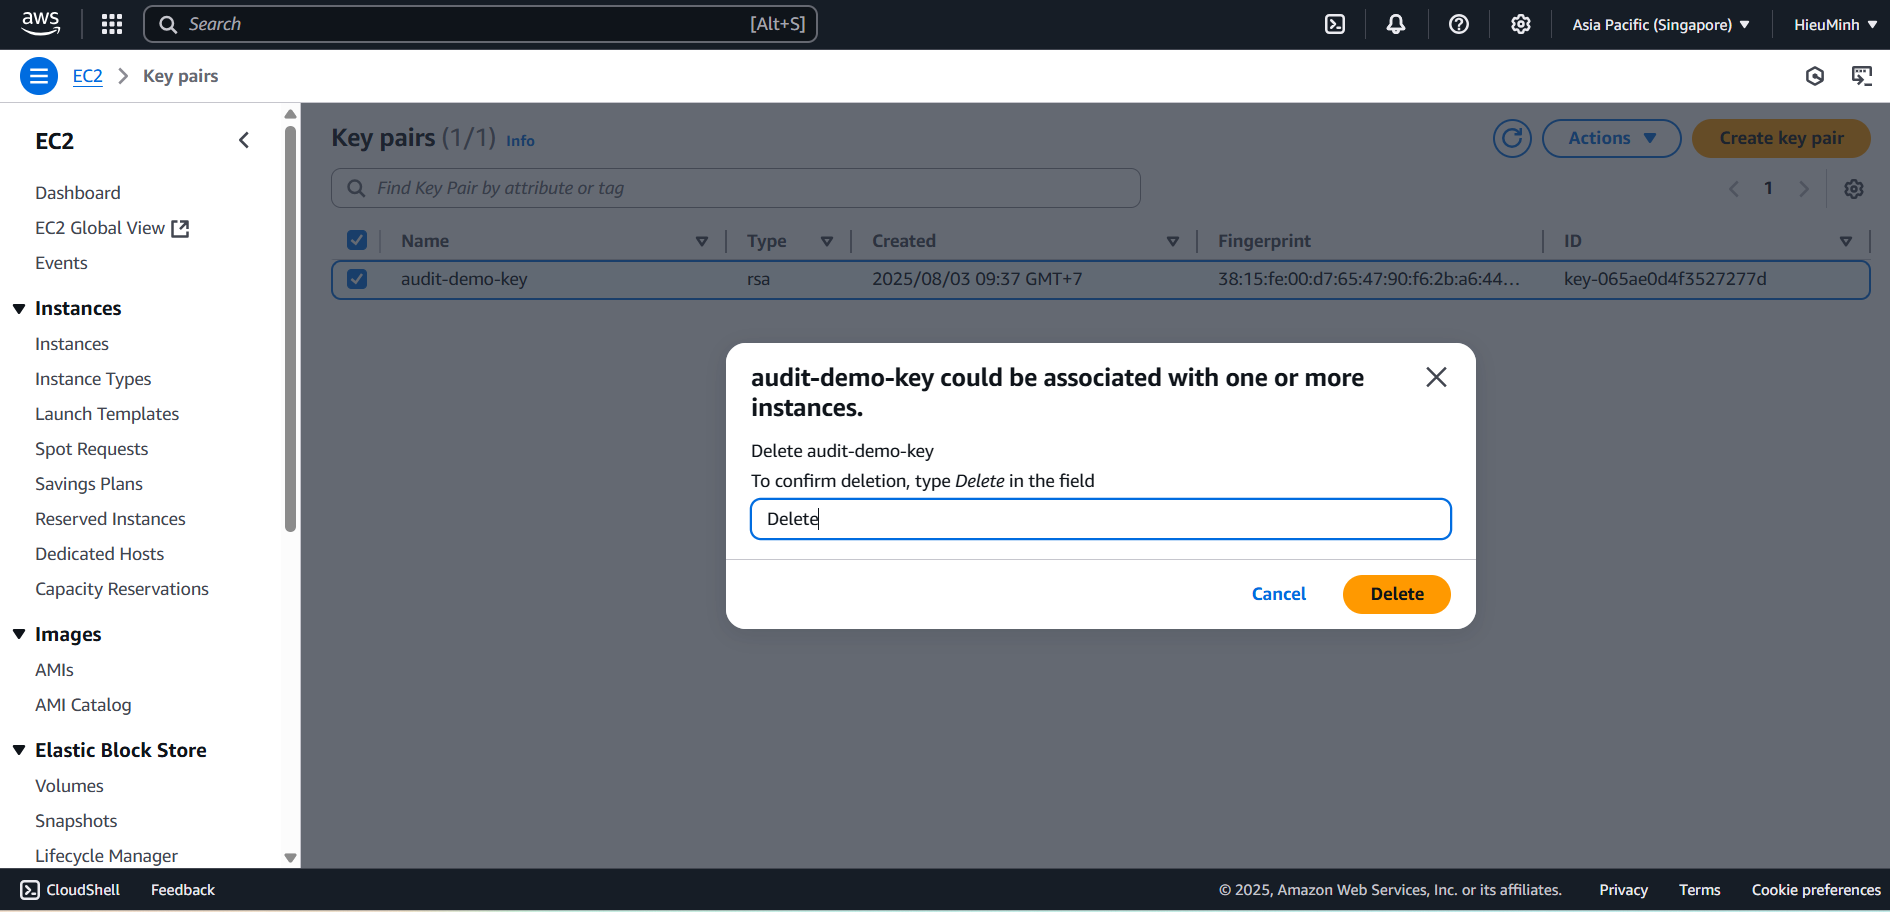 aws
Search [Alt+S]
Asia Pacific (Singapore)
HieuMinh
EC2
Key pairs
EC2
Dashboard
EC2 Global View
Events
Instances
Instances
Instance Types
Launch Templates
Spot Requests
Savings Plans
Reserved Instances
Dedicated Hosts
Capacity Reservations
Images
AMIs
AMI Catalog
Elastic Block Store
Volumes
Snapshots
Lifecycle Manager
Key pairs (1/1) Info
Actions
Create key pair
Find Key Pair by attribute or tag
1
Name Type Created Fingerprint ID
audit-demo-key rsa 2025/08/03 09:37 GMT+7 38:15:fe:00:d7:65:47:90:f6:2b:a6:44... key-065ae0d4f3527277d
audit-demo-key could be associated with one or more
instances.
Delete audit-demo-key
To confirm deletion, type Delete in the field
Delete
Cancel Delete
CloudShell Feedback © 2025, Amazon Web Services, Inc. or its affiliates. Privacy Terms Cookie preferences